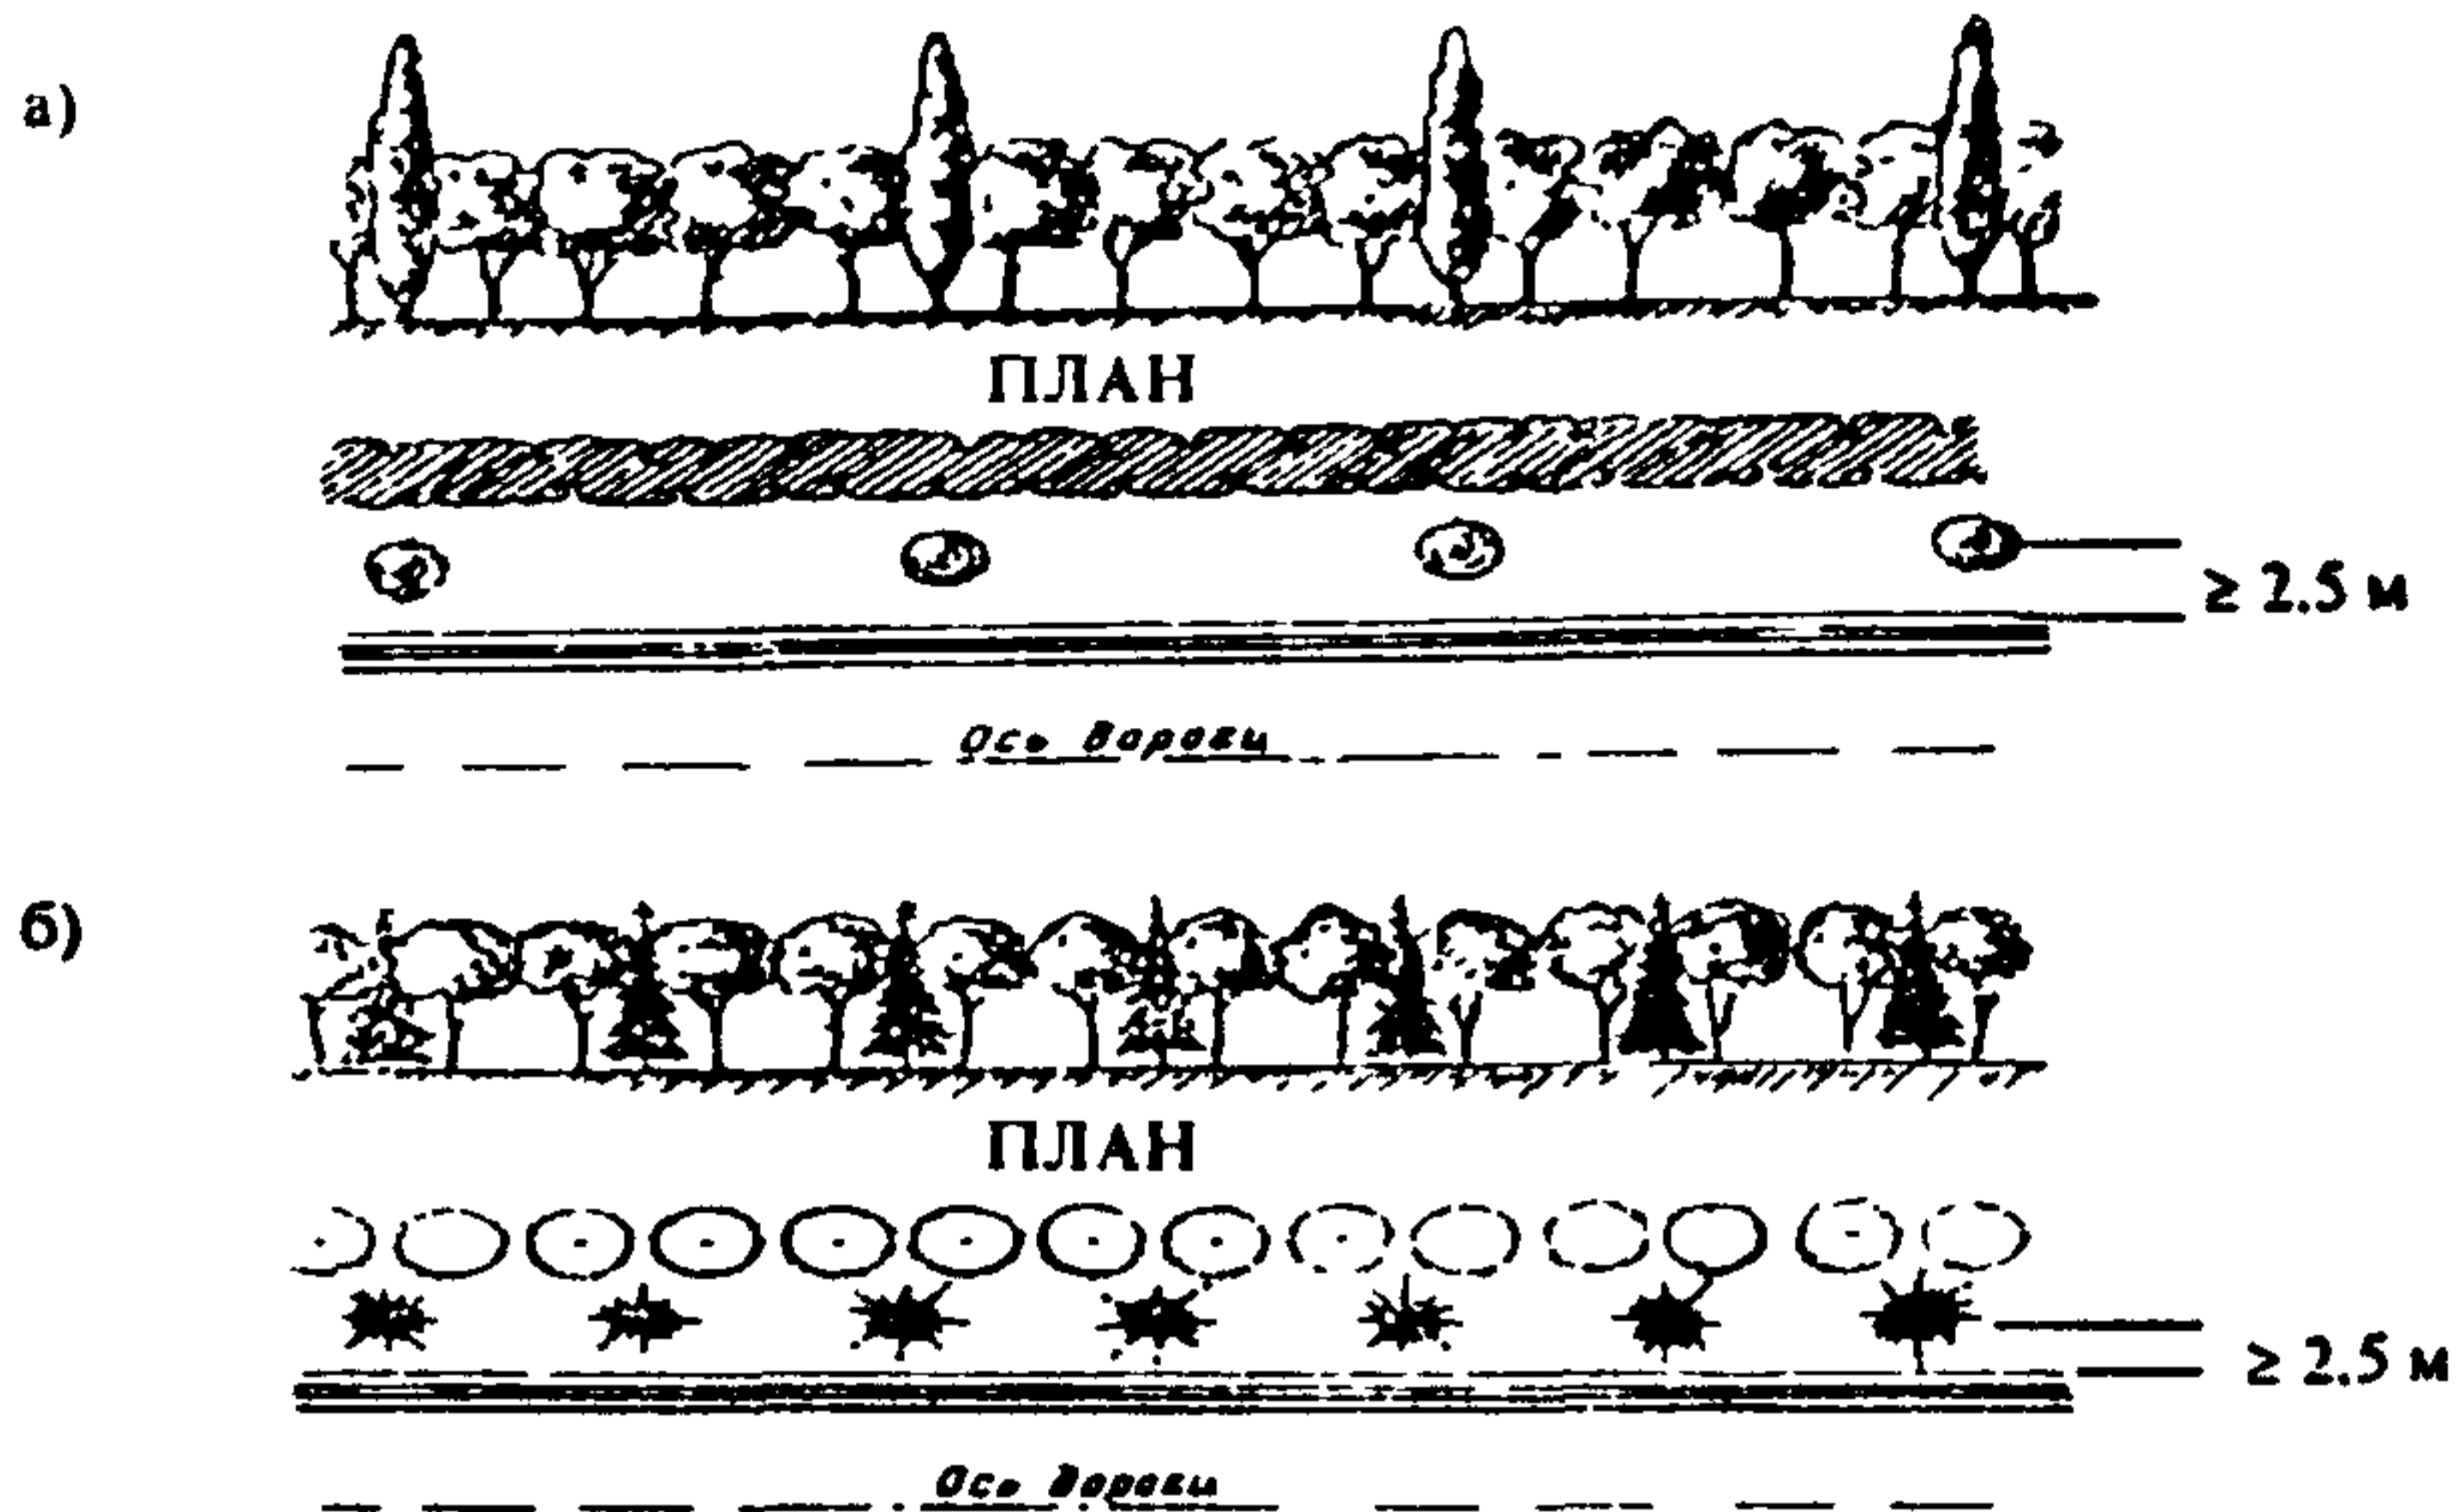 а)
ПЛАН
≥ 2.5 м
Ось дороги
б)
ПЛАН
≥ 2.5 м
Ось дороги